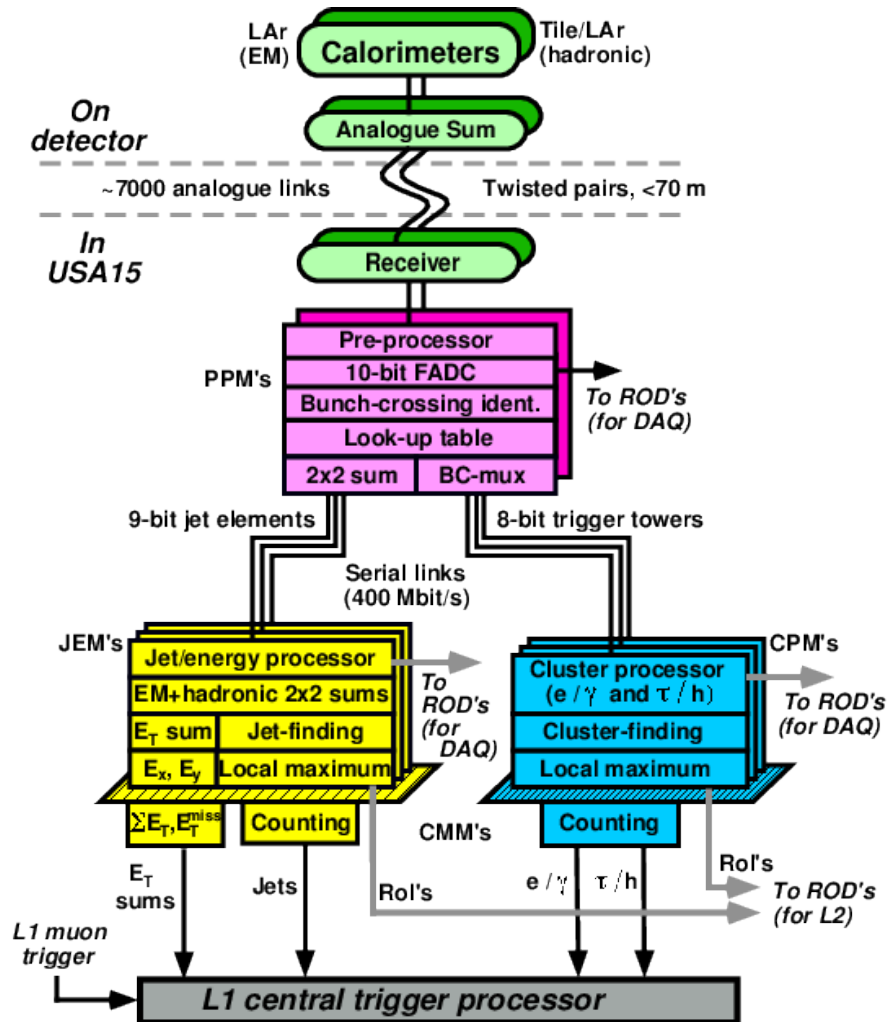 LAr
(EM)
Calorimeters
Tile/LAr
(hadronic)
On
detector
Analogue Sum
~7000 analogue links
Twisted pairs, <70 m
In
USA15
Receiver
PPM's
Pre-processor
10-bit FADC
Bunch-crossing ident.
Look-up table
2x2 sum
BC-mux
To ROD's
(for DAQ)
9-bit jet elements
8-bit trigger towers
Serial links
(400 Mbit/s)
JEM's
Jet/energy processor
EM+hadronic 2x2 sums
E_T sum
Jet-finding
E_x, E_y
Local maximum
To
ROD's
(for
DAQ)
CPM's
Cluster processor
(e/γ and τ/h)
Cluster-finding
Local maximum
To ROD's
(for DAQ)
ΣE_T, E_T^miss
Counting
CMM's
Counting
E_T
sums
Jets
RoI's
e/γ
τ/h
RoI's
To ROD's
(for L2)
L1 muon
trigger
L1 central trigger processor